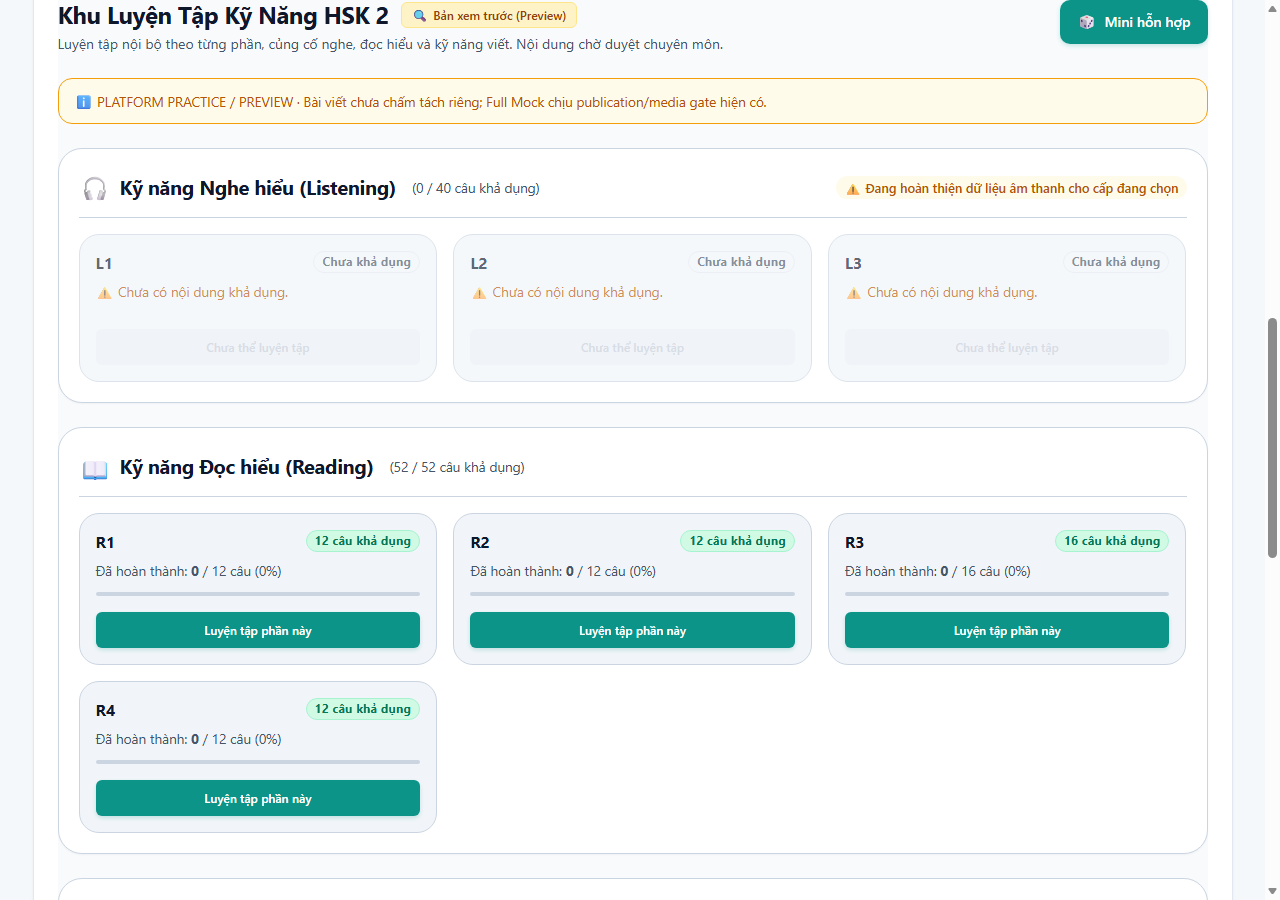 Khu Luyện Tập Kỹ Năng HSK 2
Bản xem trước (Preview)
Mini hỗn hợp
Luyện tập nội bộ theo từng phần, củng cố nghe, đọc hiểu và kỹ năng viết. Nội dung chờ duyệt chuyên môn.
PLATFORM PRACTICE / PREVIEW · Bài viết chưa chấm tách riêng; Full Mock chịu publication/media gate hiện có.
Kỹ năng Nghe hiểu (Listening)
(0 / 40 câu khả dụng)
Đang hoàn thiện dữ liệu âm thanh cho cấp đang chọn
L1
Chưa khả dụng
Chưa có nội dung khả dụng.
Chưa thể luyện tập
L2
Chưa khả dụng
Chưa có nội dung khả dụng.
Chưa thể luyện tập
L3
Chưa khả dụng
Chưa có nội dung khả dụng.
Chưa thể luyện tập
Kỹ năng Đọc hiểu (Reading)
(52 / 52 câu khả dụng)
R1
12 câu khả dụng
Đã hoàn thành: 0 / 12 câu (0%)
Luyện tập phần này
R2
12 câu khả dụng
Đã hoàn thành: 0 / 12 câu (0%)
Luyện tập phần này
R3
16 câu khả dụng
Đã hoàn thành: 0 / 16 câu (0%)
Luyện tập phần này
R4
12 câu khả dụng
Đã hoàn thành: 0 / 12 câu (0%)
Luyện tập phần này